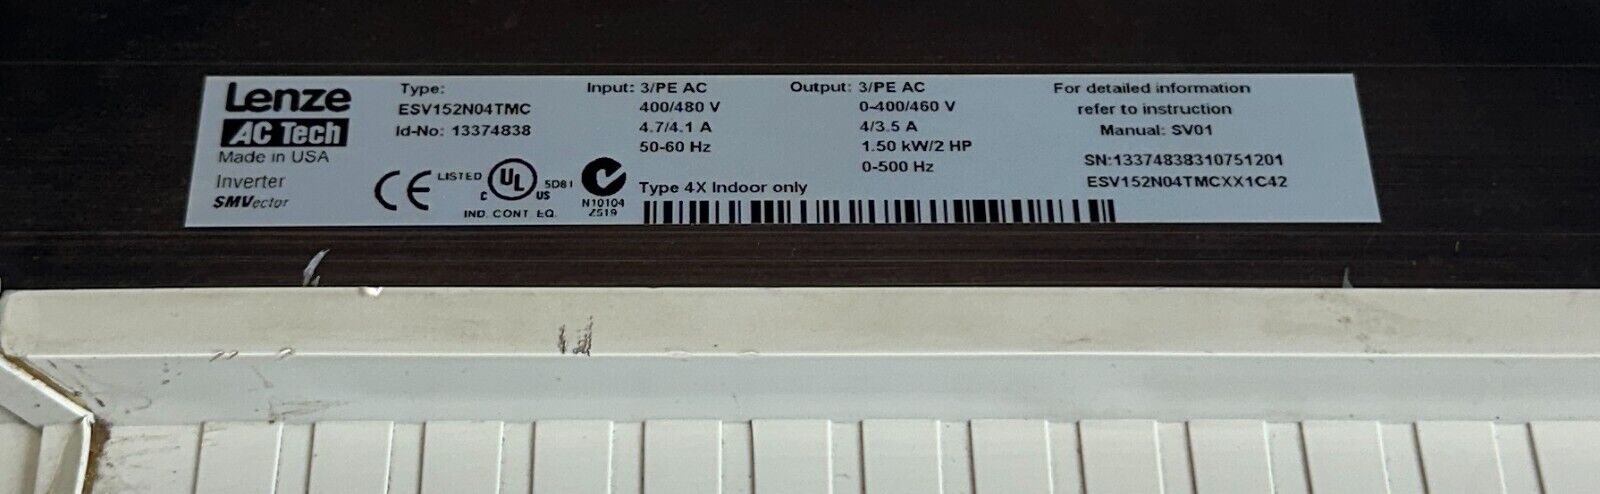 Lenze
AC Tech
Made in USA
Inverter
SMVector
Type:
ESV152N04TMC
Id-No: 13374838
CE
LISTED
C UL US
5D81
IND. CONT. EQ.
N10104
Z519
Input: 3/PE AC
400/480 V
4.7/4.1 A
50-60 Hz
Type 4X Indoor only
Output: 3/PE AC
0-400/460 V
4/3.5 A
1.50 kW/2 HP
0-500 Hz
For detailed information
refer to instruction
Manual: SV01
SN:13374838310751201
ESV152N04TMCXX1C42